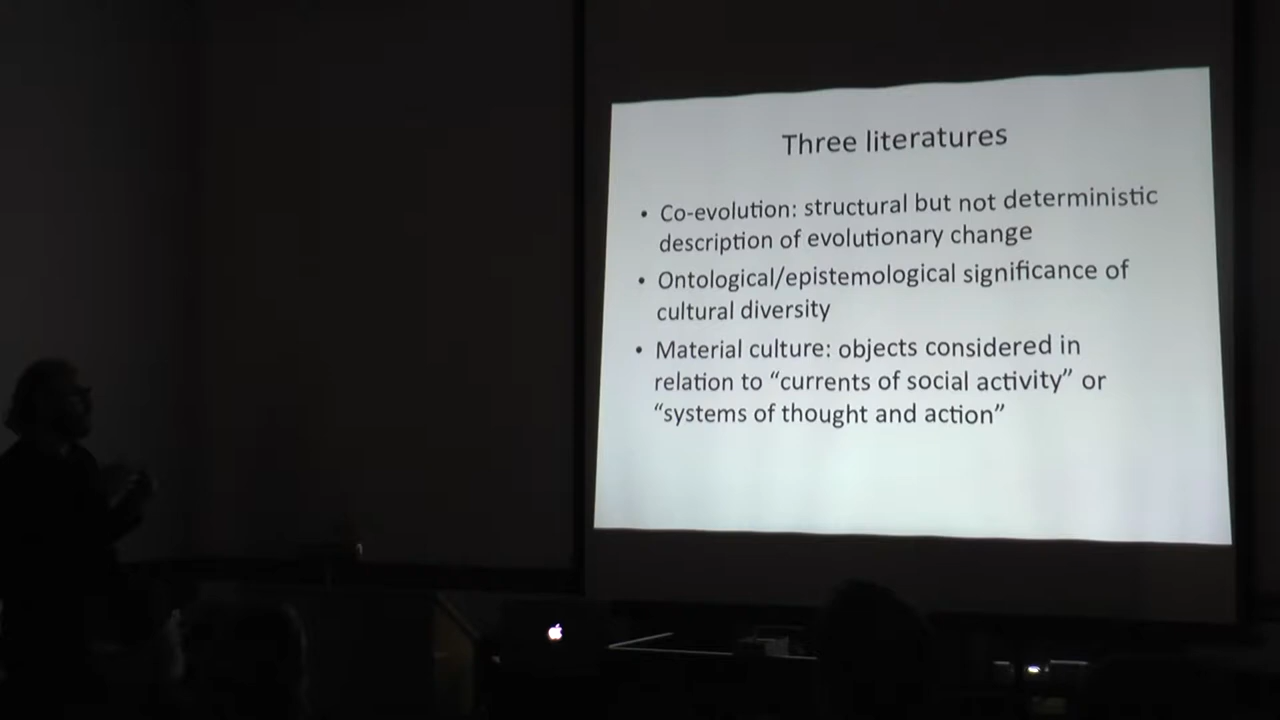 Three literatures
• Co-evolution: structural but not deterministic
description of evolutionary change
• Ontological/epistemological significance of
cultural diversity
• Material culture: objects considered in
relation to “currents of social activity” or
“systems of thought and action”